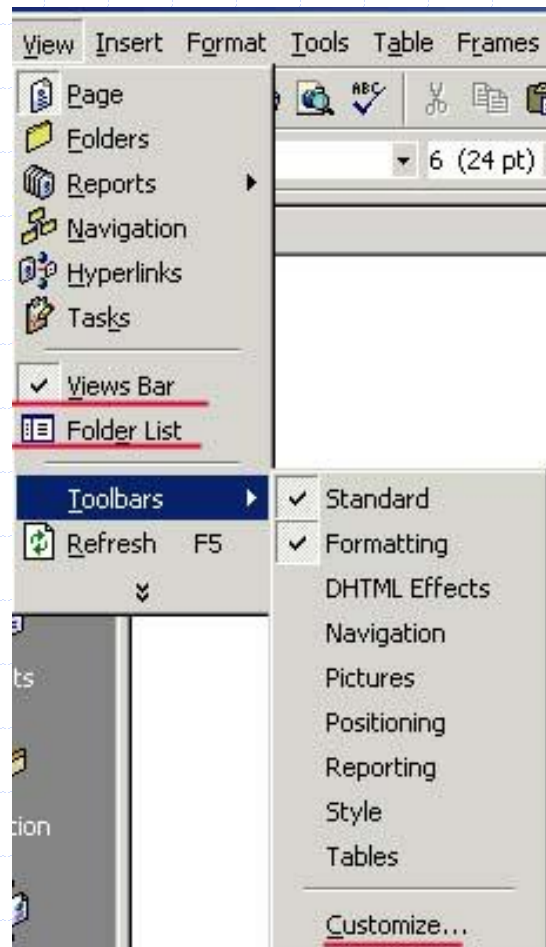 View Insert Format Tools Table Frames
ABC
6 (24 pt)
Page
Folders
Reports
Navigation
Hyperlinks
Tasks
Views Bar
Folder List
Toolbars
Refresh F5
Standard
Formatting
DHTML Effects
Navigation
Pictures
Positioning
Reporting
Style
Tables
Customize...
ts
tion